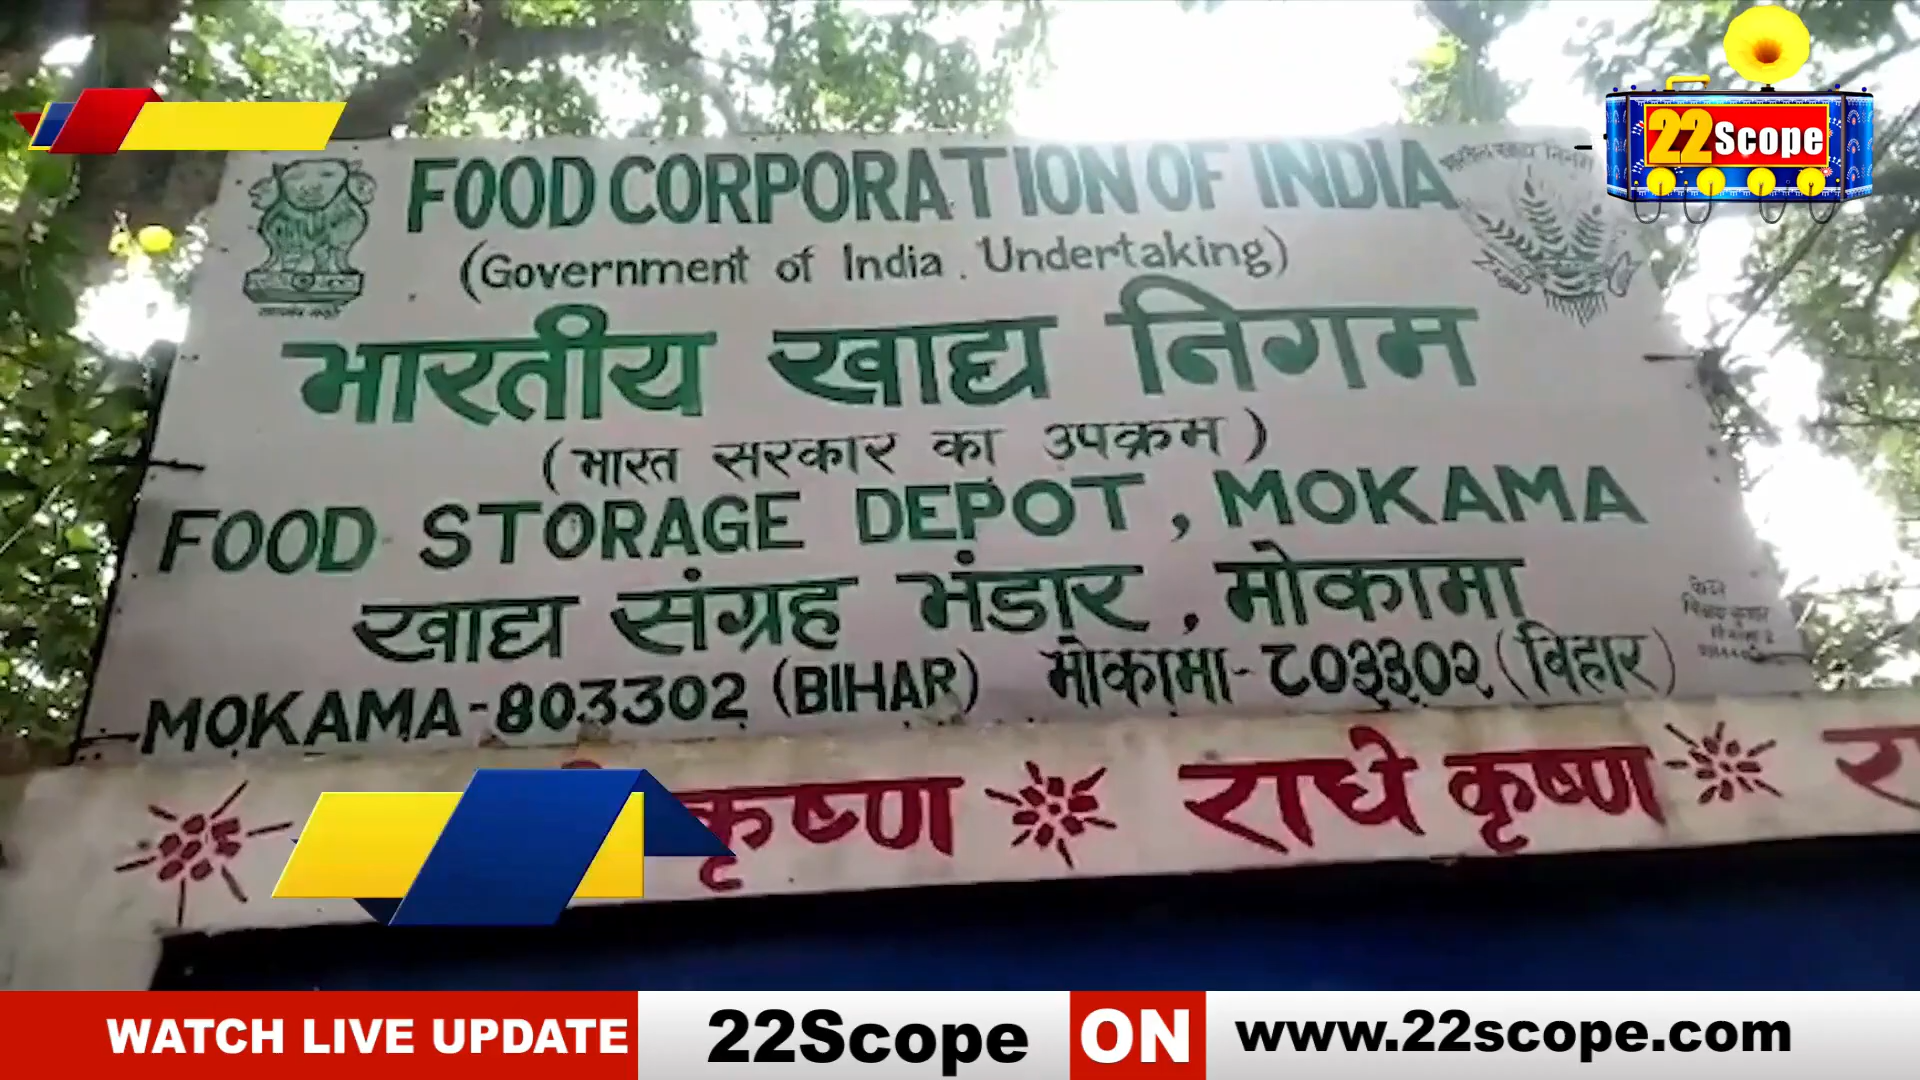 FOOD CORPORATION OF INDIA
(Government of India Undertaking)
भारतीय खाद्य निगम
(भारत सरकार का उपक्रम)
FOOD STORAGE DEPOT, MOKAMA
खाद्य संग्रह भंडार, मोकामा
MOKAMA-803302 (BIHAR) मोकामा-८०३३०२ (बिहार)
कृष्ण राधे कृष्ण
22Scope
WATCH LIVE UPDATE 22Scope ON www.22scope.com